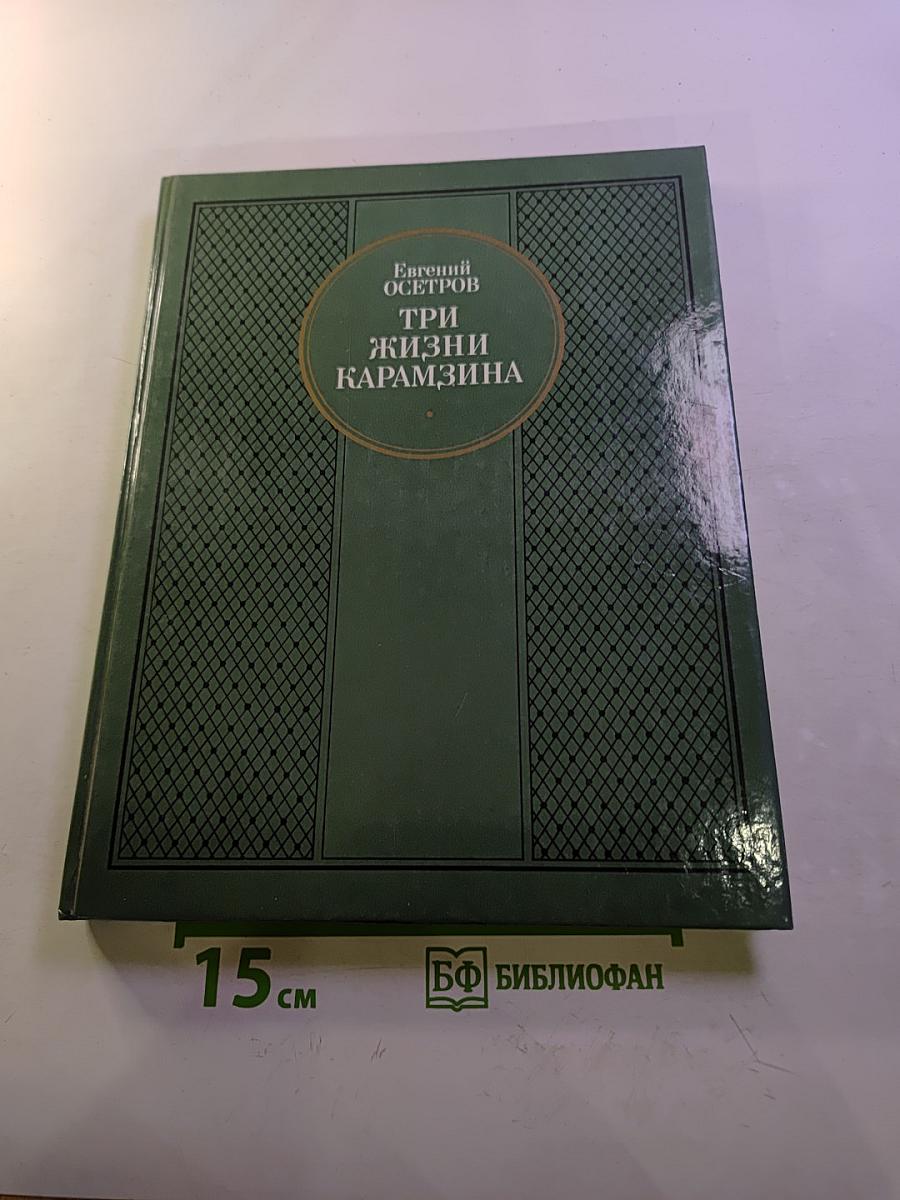 Евгений
ОСЕТРОВ
ТРИ
ЖИЗНИ
КАРАМЗИНА
15 см
БФ БИБЛИОФАН